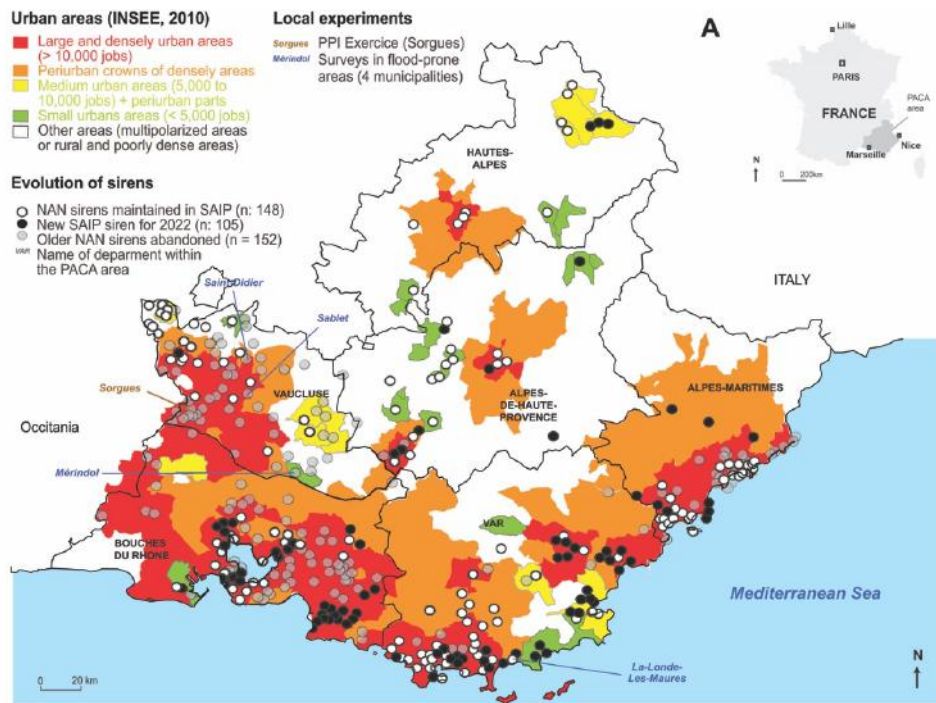 Urban areas (INSEE, 2010)
Large and densely urban areas
(> 10,000 jobs)
Periurban crowns of densely areas
Medium urban areas (5,000 to
10,000 jobs) + periurban parts
Small urbans areas (< 5,000 jobs)
Other areas (multipolarized areas
or rural and poorly dense areas)
Evolution of sirens
NAN sirens maintained in SAIP (n: 148)
New SAIP siren for 2022 (n: 105)
Older NAN sirens abandoned (n = 152)
VAR Name of deparment within
the PACA area
Local experiments
Sorgues PPI Exercice (Sorgues)
Mérindol Surveys in flood-prone
areas (4 municipalities)
A
Lille
PARIS
FRANCE
PACA
area
Nice
Marseille
N
0 200km
HAUTES-
ALPES
ITALY
Saint-Didier
Sablet
Sorgues
VAUCLUSE
ALPES-
DE-HAUTE-
PROVENCE
ALPES-MARITIMES
Occitania
Mérindol
VAR
BOUCHES
DU RHONE
Mediterranean Sea
La-Londe-
Les-Maures
N
0 20 km